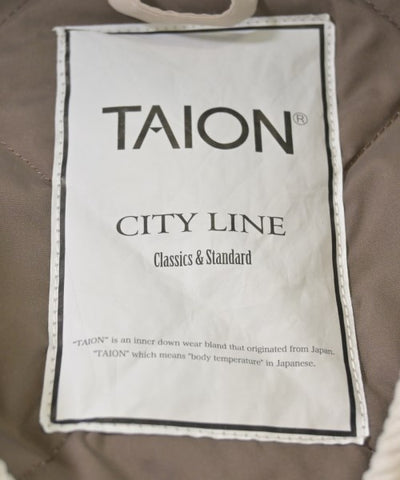 TAION®
CITY LINE
Classics & Standard
"TAION" is an inner down wear bland that originated from Japan.
"TAION" which means "body temperature" in Japanese.